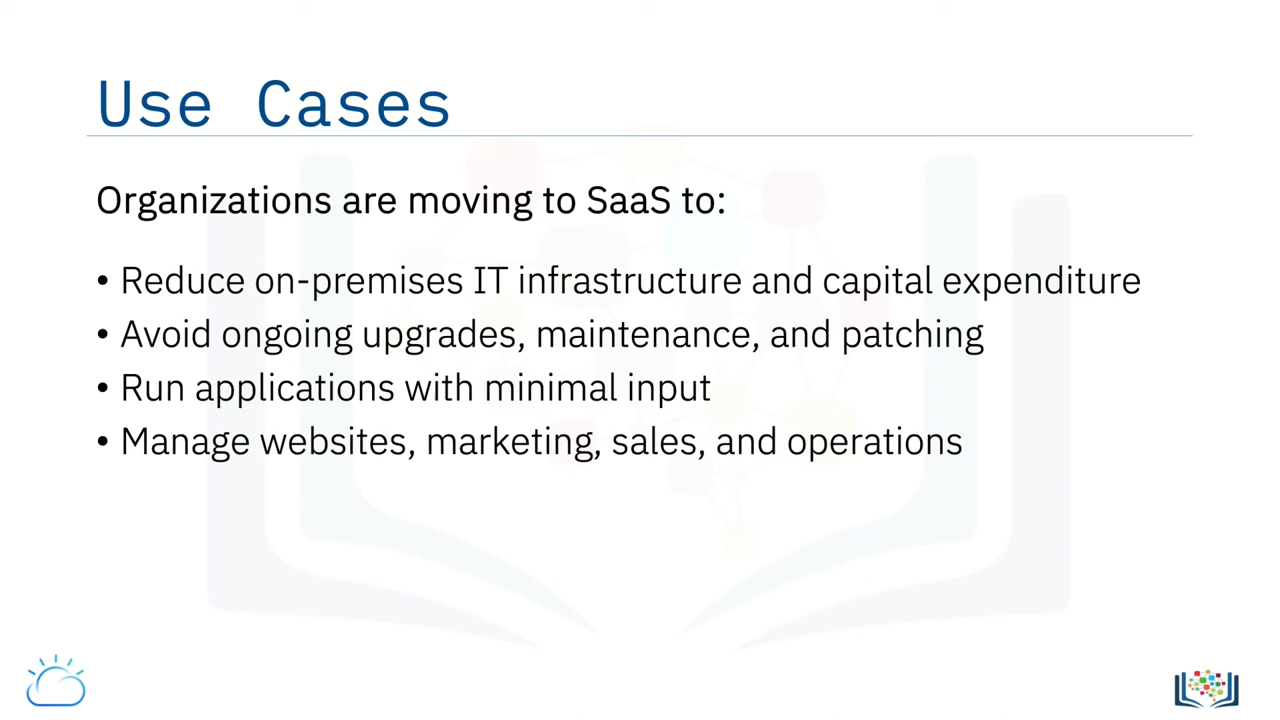 Use Cases
Organizations are moving to SaaS to:
• Reduce on-premises IT infrastructure and capital expenditure
• Avoid ongoing upgrades, maintenance, and patching
• Run applications with minimal input
• Manage websites, marketing, sales, and operations